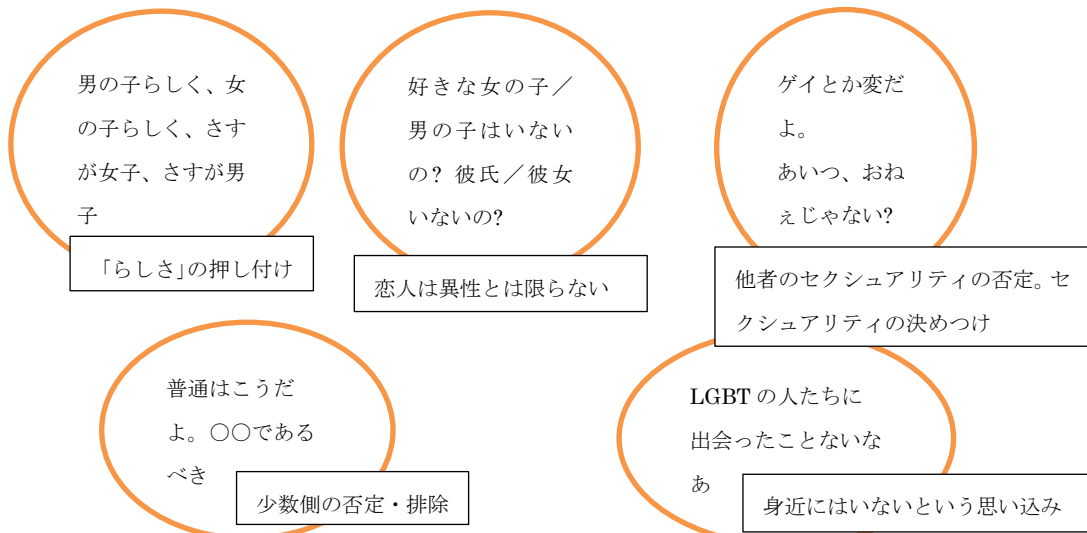 男の子らしく、女
の子らしく、さす
が女子、さすが男
子
「らしさ」の押し付け
好きな女の子／
男の子はいない
の? 彼氏／彼女
いないの?
恋人は異性とは限らない
ゲイとか変だ
よ。
あいつ、おね
ぇじゃない?
他者のセクシュアリティの否定。セ
クシュアリティの決めつけ
普通はこうだ
よ。〇〇である
べき
少数側の否定・排除
LGBT の人たちに
出会ったことないな
あ
身近にはいないという思い込み